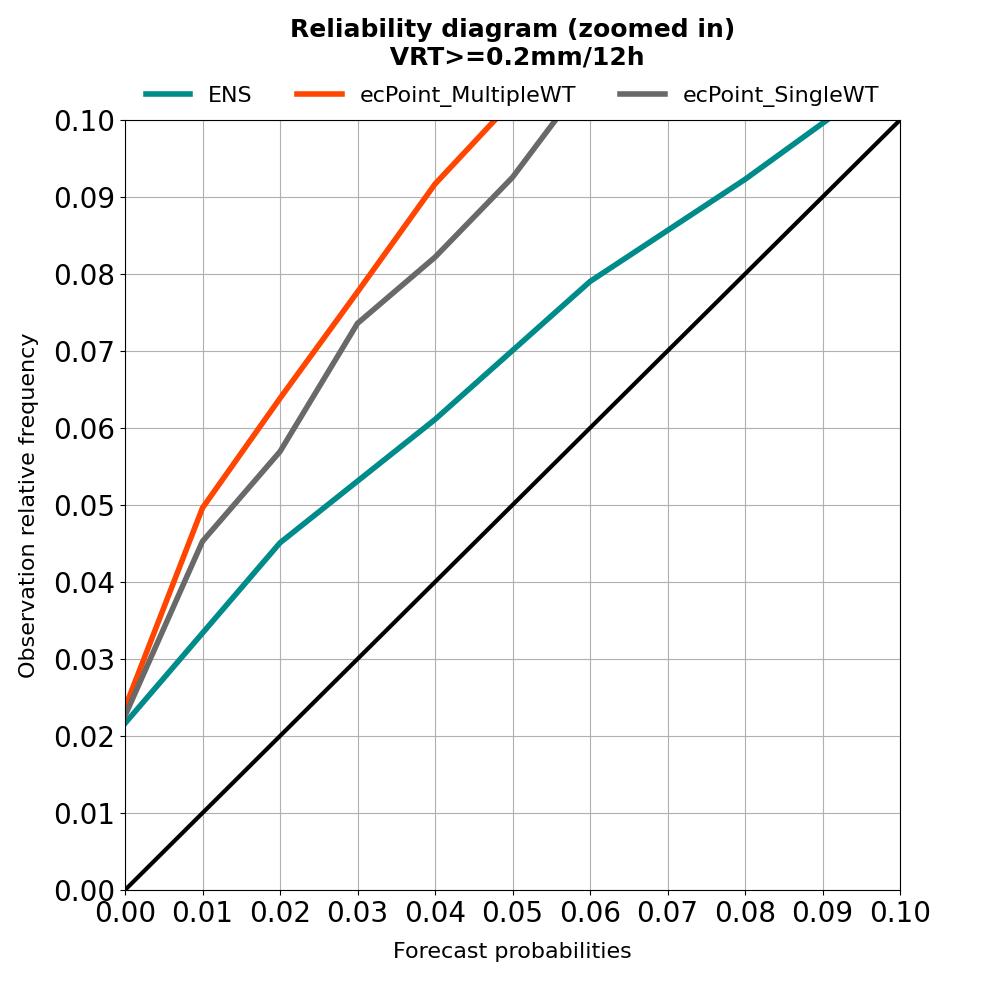 Reliability diagram (zoomed in)
VRT>=0.2mm/12h
ENS ecPoint_MultipleWT ecPoint_SingleWT
0.10
0.09
0.08
0.07
0.06
0.05
0.04
0.03
0.02
0.01
0.00
Observation relative frequency
0.00 0.01 0.02 0.03 0.04 0.05 0.06 0.07 0.08 0.09 0.10
Forecast probabilities